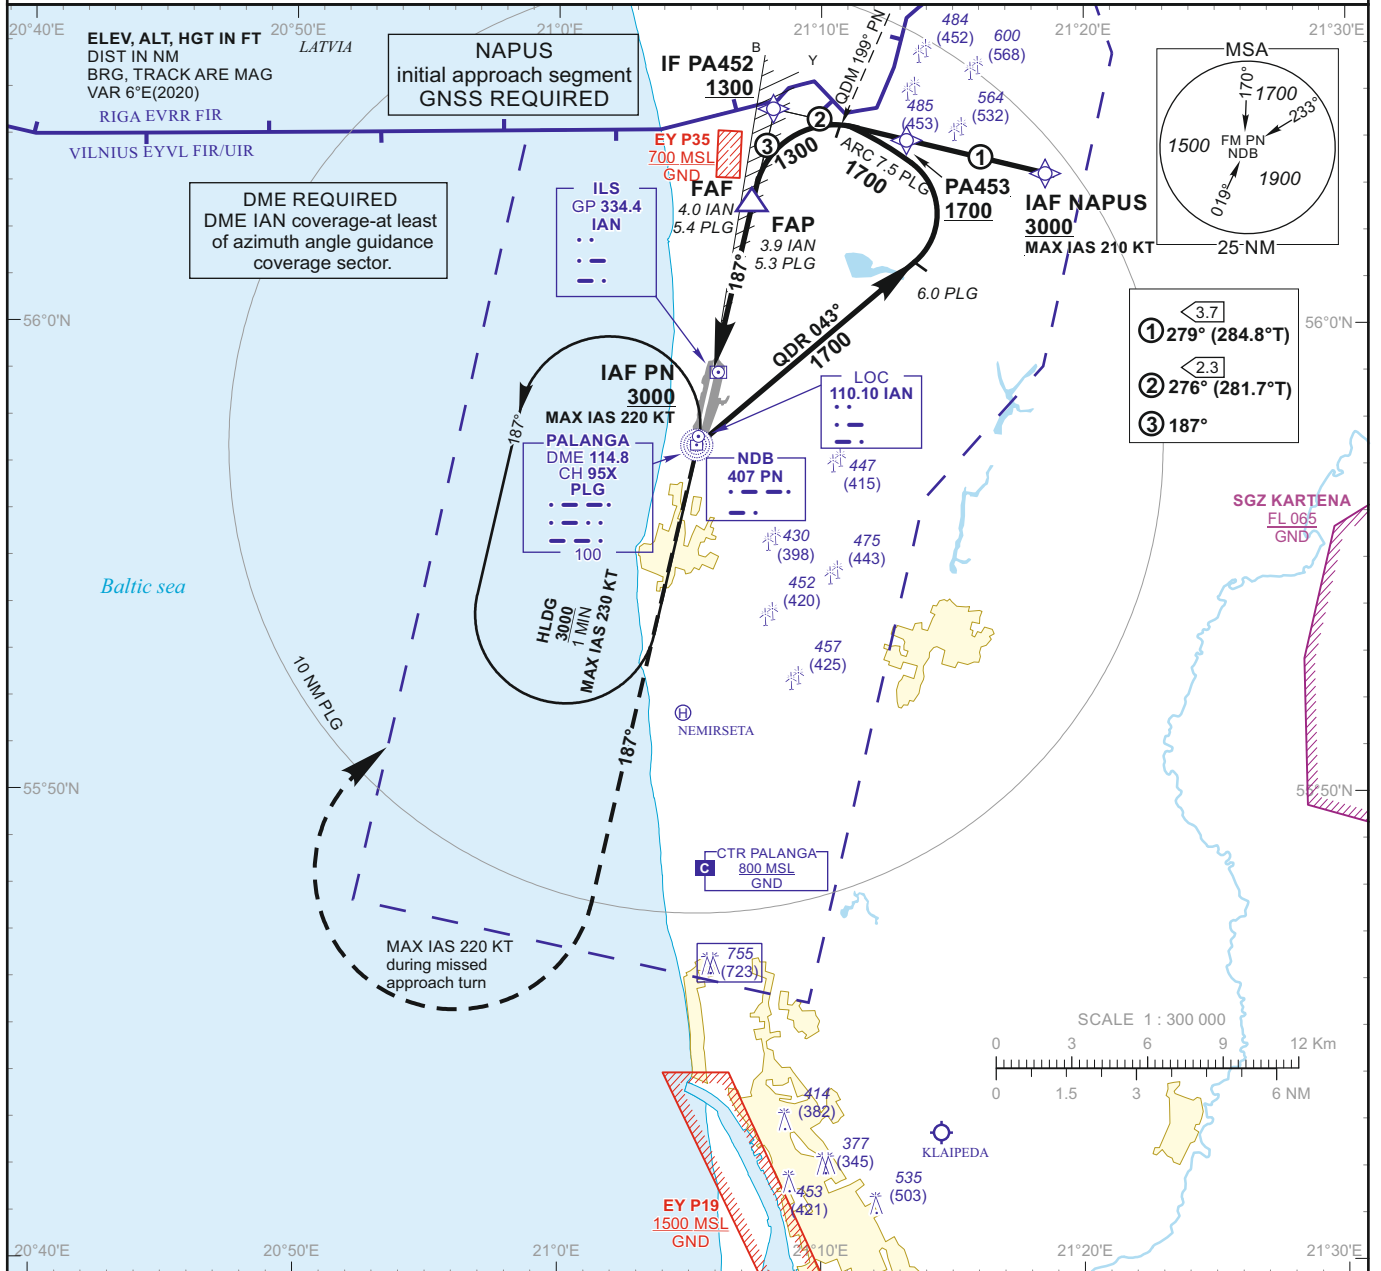 20°40'E
20°50'E
21°0'E
21°10'E
21°20'E
21°30'E
ELEV, ALT, HGT IN FT
DIST IN NM
BRG, TRACK ARE MAG
VAR 6°E(2020)
LATVIA
RIGA EVRR FIR
VILNIUS EYVL FIR/UIR
NAPUS
initial approach segment
GNSS REQUIRED
DME REQUIRED
DME IAN coverage-at least
of azimuth angle guidance
coverage sector.
IF PA452
1300
B
Y
QDM 199° PN
484
(452)
600
(568)
485
(453)
564
(532)
MSA
170°
1700
233°
1500
FM PN
NDB
1900
019°
25 NM
EY P35
700 MSL
GND
2
3
1
1300
ARC 7.5 PLG
1700
PA453
1700
IAF NAPUS
3000
MAX IAS 210 KT
FAF
4.0 IAN
5.4 PLG
FAP
3.9 IAN
5.3 PLG
ILS
GP 334.4
IAN
187°
6.0 PLG
QDR 043°
1700
3.7
1 279° (284.8°T)
2.3
2 276° (281.7°T)
3 187°
56°0'N
56°0'N
IAF PN
3000
MAX IAS 220 KT
187°
LOC
110.10 IAN
PALANGA
DME 114.8
CH 95X
PLG
100
NDB
407 PN
447
(415)
430
(398)
475
(443)
452
(420)
457
(425)
SGZ KARTENA
FL 065
GND
Baltic sea
HLDG
3000
1 MIN
MAX IAS 230 KT
10 NM PLG
187°
H
NEMIRSETA
55°50'N
55°50'N
C
CTR PALANGA
800 MSL
GND
MAX IAS 220 KT
during missed
approach turn
755
(723)
SCALE 1 : 300 000
0 3 6 9 12 Km
0 1.5 3 6 NM
414
(382)
377
(345)
453
(421)
535
(503)
KLAIPEDA
EY P19
1500 MSL
GND
20°40'E
20°50'E
21°0'E
21°10'E
21°20'E
21°30'E